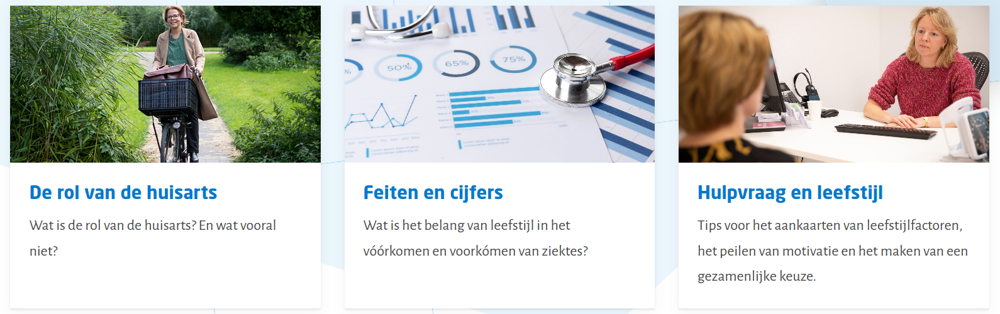 50%
65%
75%
De rol van de huisarts
Wat is de rol van de huisarts? En wat vooral
niet?
Feiten en cijfers
Wat is het belang van leefstijl in het
vóórkomen en voorkómen van ziektes?
Hulpvraag en leefstijl
Tips voor het aankaarten van leefstijlfactoren,
het peilen van motivatie en het maken van een
gezamenlijke keuze.